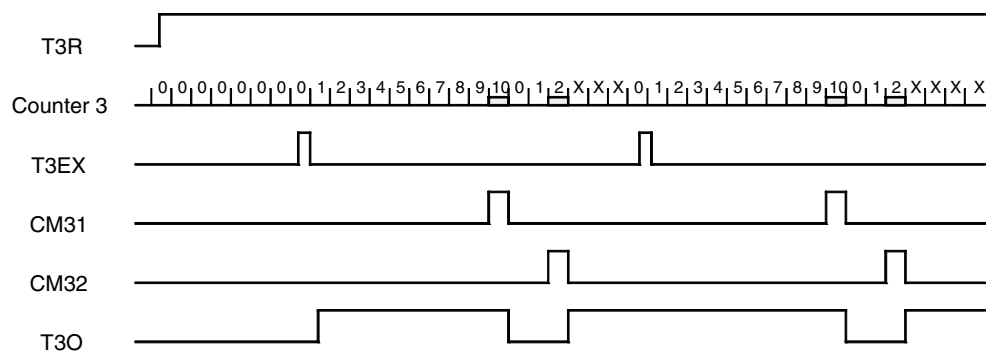 T3R
0 0 0 0 0 0 0 0 1 2 3 4 5 6 7 8 9 10 0 1 2 X X X 0 1 2 3 4 5 6 7 8 9 10 0 1 2 X X X X
Counter 3
T3EX
CM31
CM32
T3O